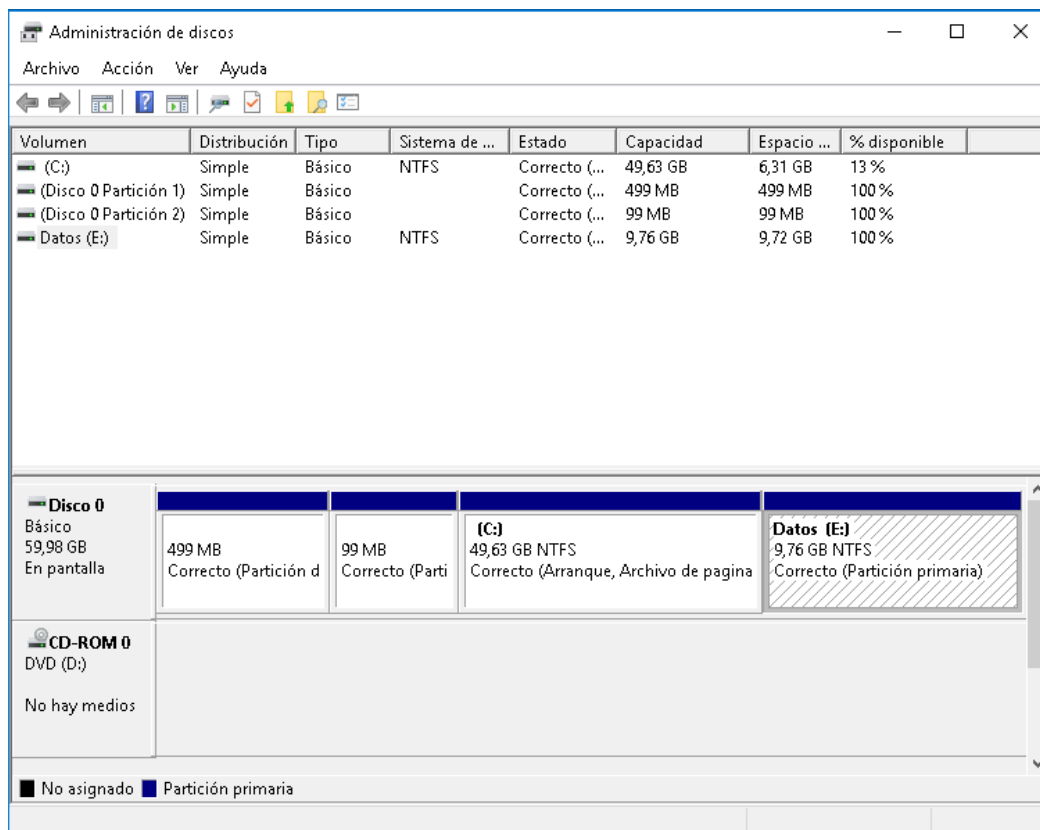 Administración de discos
Archivo Acción Ver Ayuda
Volumen Distribución Tipo Sistema de ... Estado Capacidad Espacio ... % disponible
(C:) Simple Básico NTFS Correcto (... 49,63 GB 6,31 GB 13 %
(Disco 0 Partición 1) Simple Básico Correcto (... 499 MB 499 MB 100 %
(Disco 0 Partición 2) Simple Básico Correcto (... 99 MB 99 MB 100 %
Datos (E:) Simple Básico NTFS Correcto (... 9,76 GB 9,72 GB 100 %
Disco 0
Básico
59,98 GB
En pantalla
499 MB
Correcto (Partición d
99 MB
Correcto (Parti
(C:)
49,63 GB NTFS
Correcto (Arranque, Archivo de pagina
Datos (E:)
9,76 GB NTFS
Correcto (Partición primaria)
CD-ROM 0
DVD (D:)
No hay medios
No asignado Partición primaria